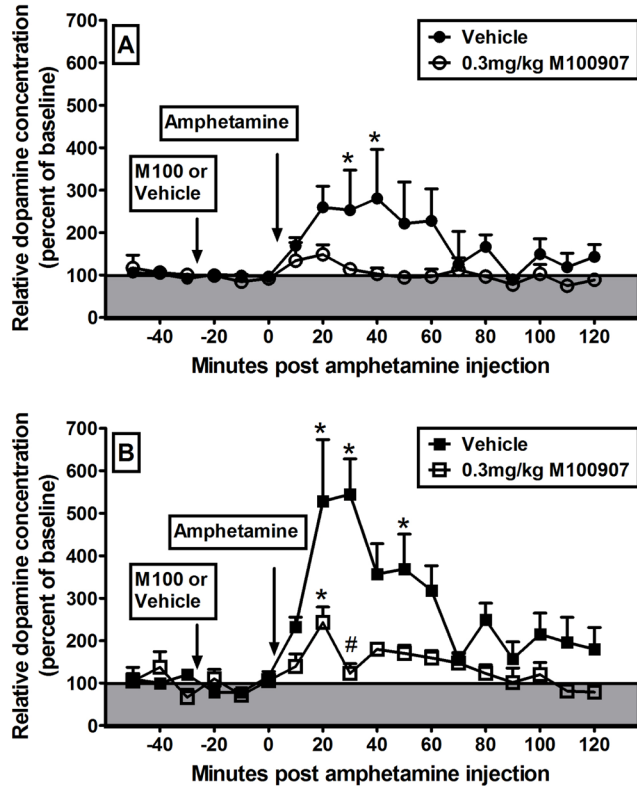 Relative dopamine concentration
(percent of baseline)
700
600
500
400
300
200
100
0
A
Vehicle
0.3mg/kg M100907
Amphetamine
M100 or
Vehicle
*
*
-40
-20
0
20
40
60
80
100
120
Minutes post amphetamine injection
Relative dopamine concentration
(percent of baseline)
700
600
500
400
300
200
100
0
B
Vehicle
0.3mg/kg M100907
Amphetamine
M100 or
Vehicle
*
*
*
*
#
-40
-20
0
20
40
60
80
100
120
Minutes post amphetamine injection